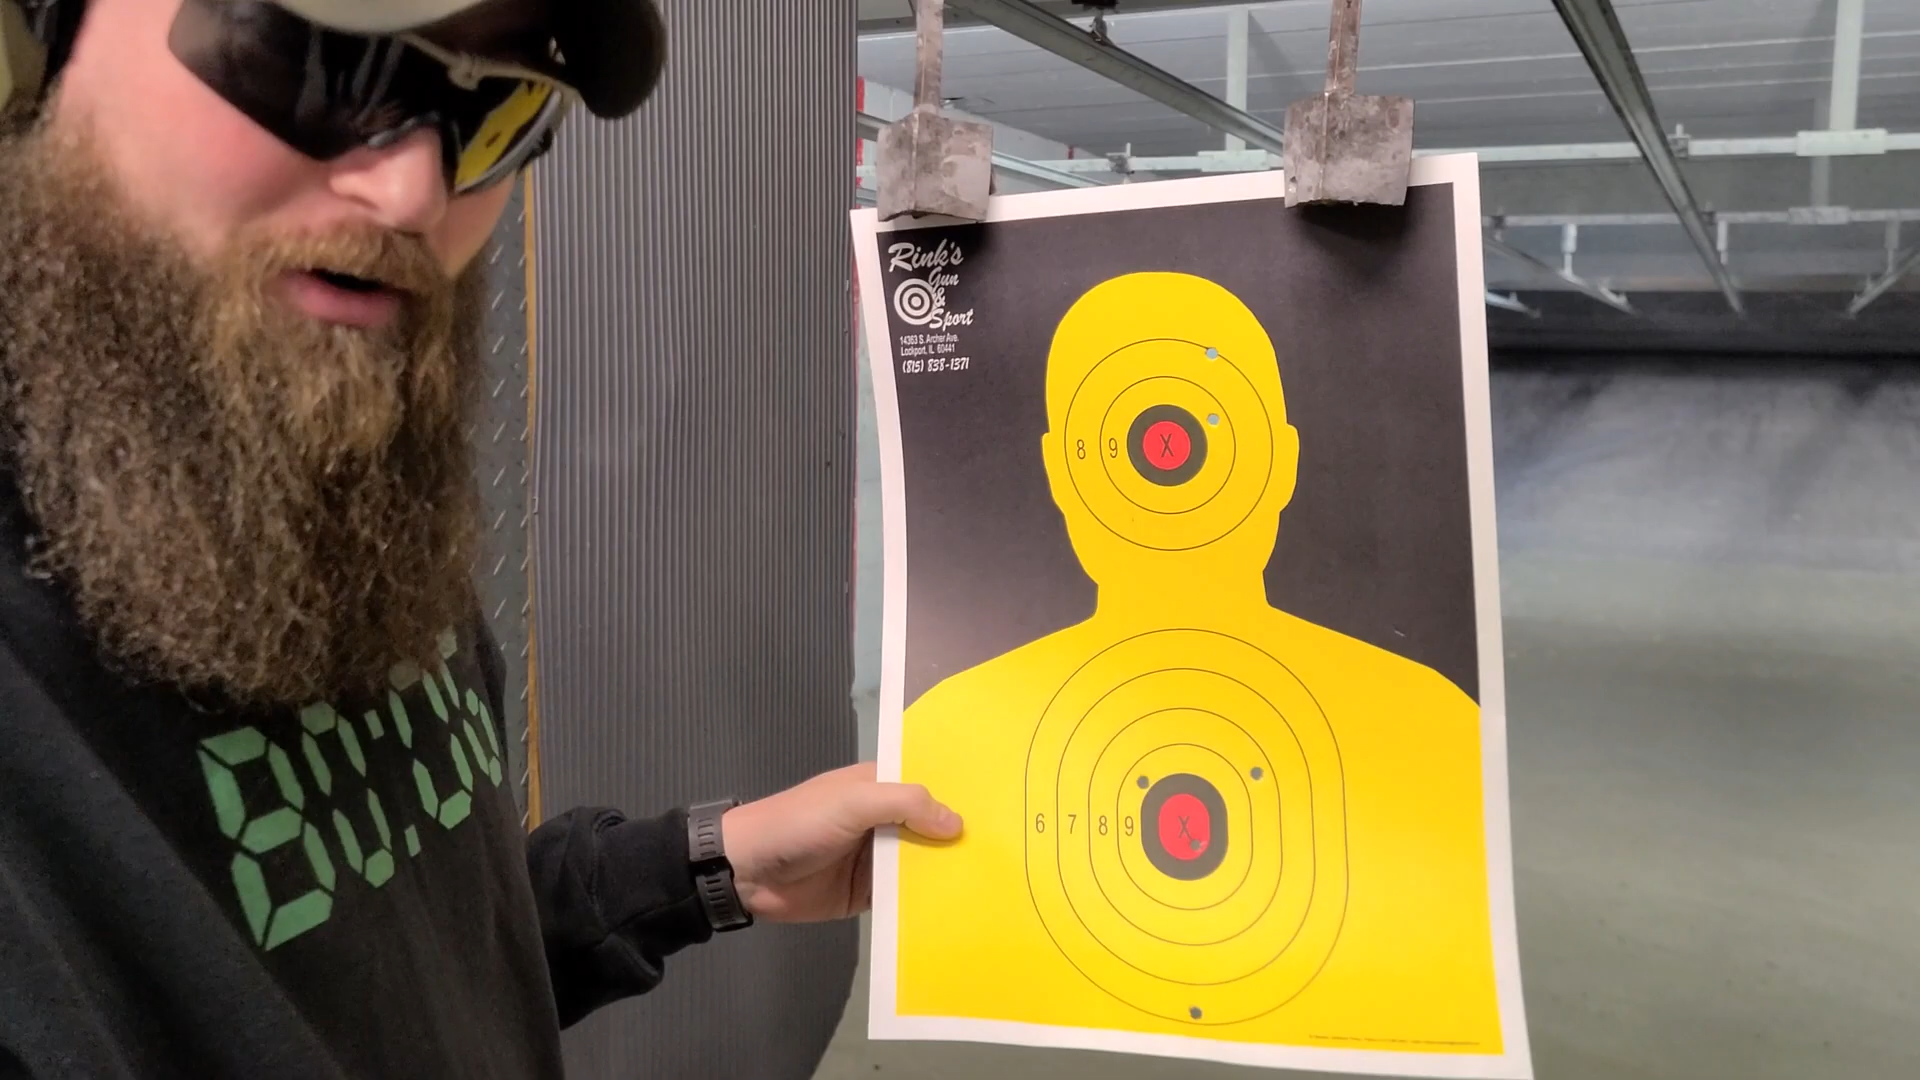 Rink's
Gun
&
Sport
14363 S. Archer Ave.
Lockport, IL 60441
(815) 838-1371
8 9 X
6 7 8 9 X